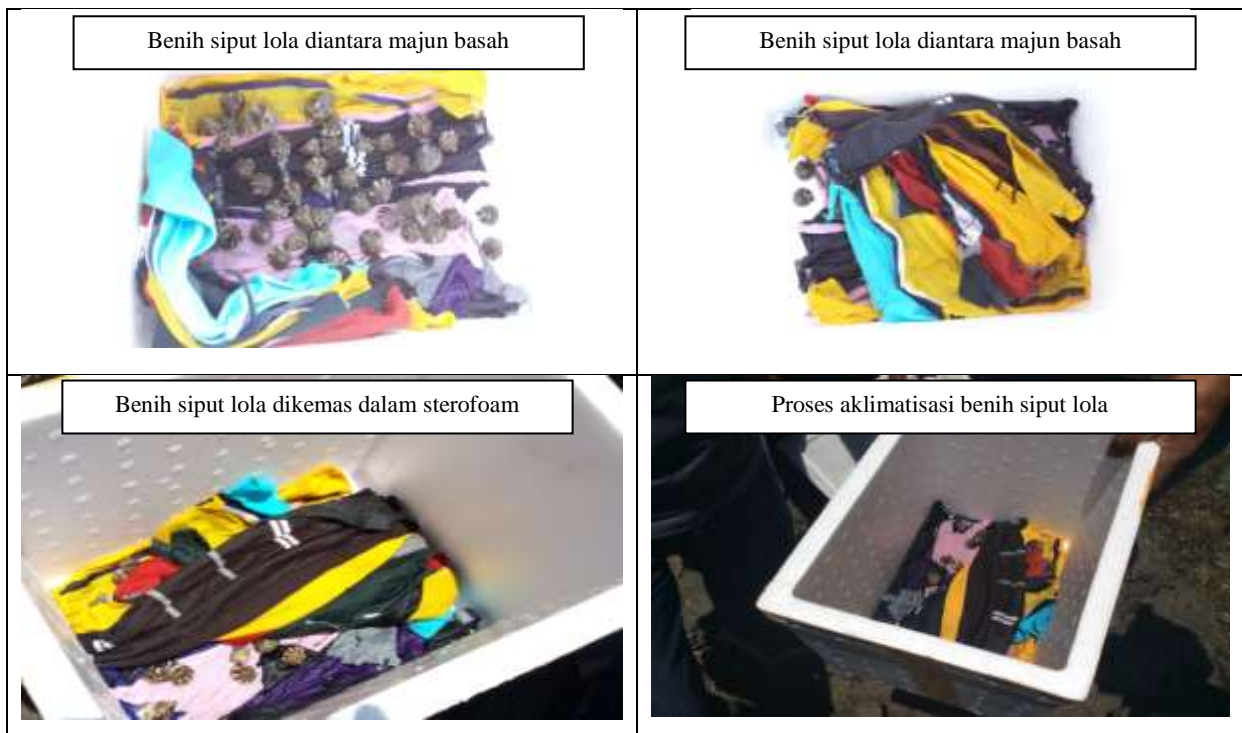 Benih siput lola diantara majun basah
Benih siput lola diantara majun basah
Benih siput lola dikemas dalam sterofoam
Proses aklimatisasi benih siput lola